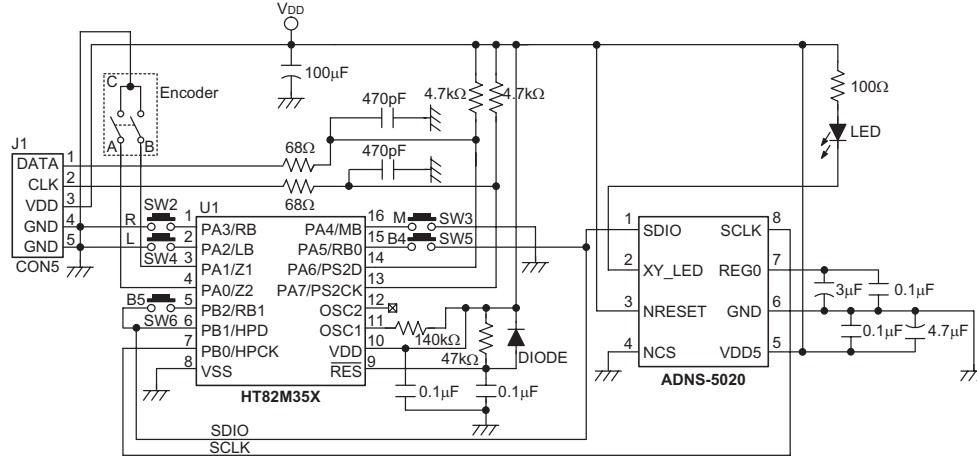 VDD
100μF
C
Encoder
A
B
470pF
4.7kΩ
4.7kΩ
100Ω
LED
470pF
68Ω
68Ω
J1
DATA 1
CLK 2
VDD 3
GND 4
GND 5
CON5
R
SW2
L
SW4
B5
SW6
U1
1 PA3/RB
2 PA2/LB
3 PA1/Z1
4 PA0/Z2
5 PB2/RB1
6 PB1/HPD
7 PB0/HPCK
8 VSS
PA4/MB 16
PA5/RB0 15
PA6/PS2D 14
PA7/PS2CK 13
OSC2 12
OSC1 11
VDD 10
RES 9
HT82M35X
M
SW3
B4
SW5
140kΩ
47kΩ
DIODE
0.1μF
0.1μF
1 SDIO
2 XY_LED
3 NRESET
4 NCS
SCLK 8
REG0 7
GND 6
VDD5 5
ADNS-5020
3μF
0.1μF
0.1μF
4.7μF
SDIO
SCLK